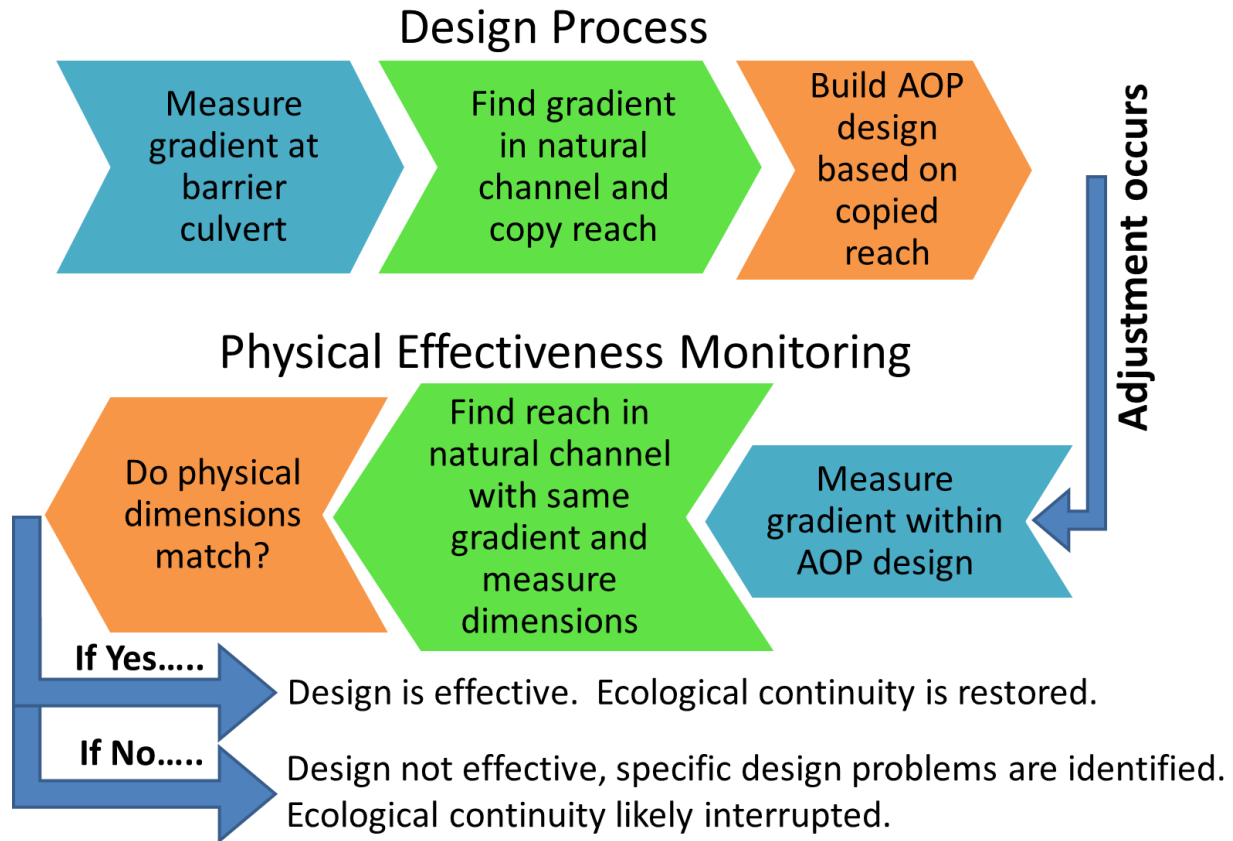 Design Process
Measure
gradient at
barrier
culvert
Find gradient
in natural
channel and
copy reach
Build AOP
design
based on
copied
reach
Adjustment occurs
Physical Effectiveness Monitoring
Measure
gradient within
AOP design
Find reach in
natural channel
with same
gradient and
measure
dimensions
Do physical
dimensions
match?
If Yes.....
Design is effective.  Ecological continuity is restored.
If No.....
Design not effective, specific design problems are identified.
Ecological continuity likely interrupted.